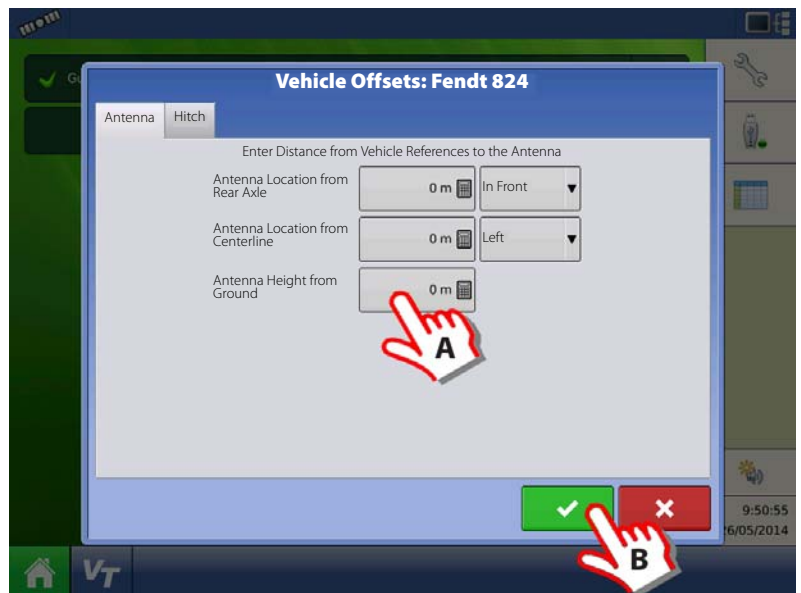 Gu
Vehicle Offsets: Fendt 824
Antenna Hitch
Enter Distance from Vehicle References to the Antenna
Antenna Location from
Rear Axle
0 m In Front
Antenna Location from
Centerline
0 m Left
Antenna Height from
Ground
0 m
A
B
9:50:55
6/05/2014
VT